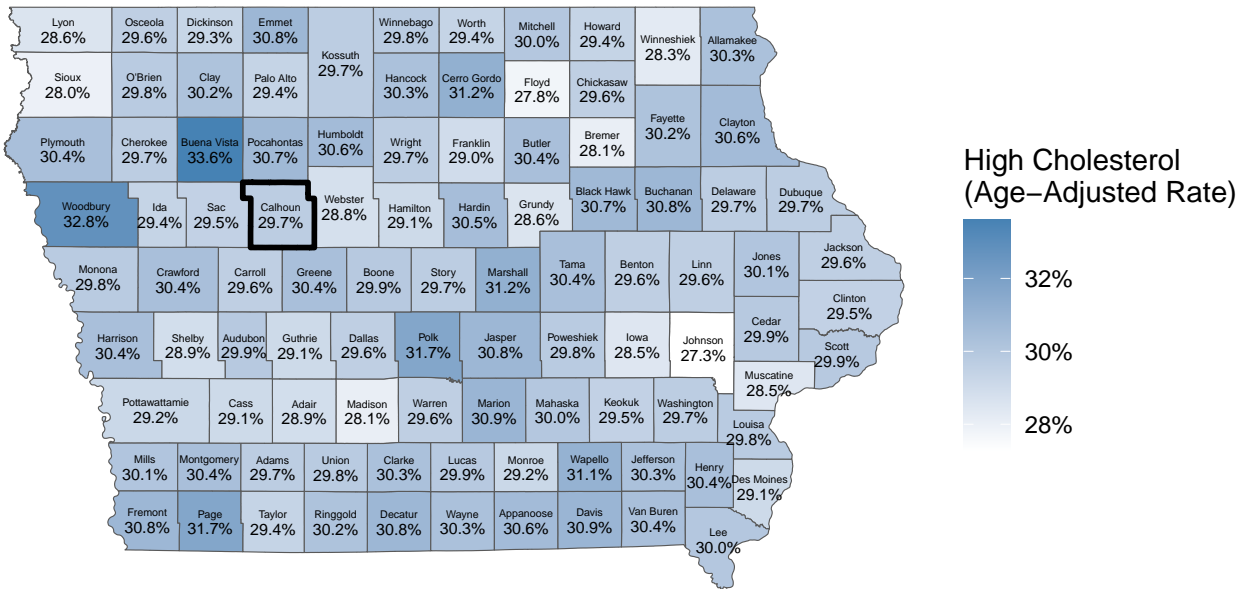 Lyon
28.6%
Osceola
29.6%
Dickinson
29.3%
Emmet
30.8%
Kossuth
29.7%
Winnebago
29.8%
Worth
29.4%
Mitchell
30.0%
Howard
29.4%
Winneshiek
28.3%
Allamakee
30.3%
Sioux
28.0%
O'Brien
29.8%
Clay
30.2%
Palo Alto
29.4%
Hancock
30.3%
Cerro Gordo
31.2%
Floyd
27.8%
Chickasaw
29.6%
Fayette
30.2%
Clayton
30.6%
Plymouth
30.4%
Cherokee
29.7%
Buena Vista
33.6%
Pocahontas
30.7%
Humboldt
30.6%
Wright
29.7%
Franklin
29.0%
Butler
30.4%
Bremer
28.1%
Woodbury
32.8%
Ida
29.4%
Sac
29.5%
Calhoun
29.7%
Webster
28.8%
Hamilton
29.1%
Hardin
30.5%
Grundy
28.6%
Black Hawk
30.7%
Buchanan
30.8%
Delaware
29.7%
Dubuque
29.7%
Monona
29.8%
Crawford
30.4%
Carroll
29.6%
Greene
30.4%
Boone
29.9%
Story
29.7%
Marshall
31.2%
Tama
30.4%
Benton
29.6%
Linn
29.6%
Jones
30.1%
Jackson
29.6%
Clinton
29.5%
Harrison
30.4%
Shelby
28.9%
Audubon
29.9%
Guthrie
29.1%
Dallas
29.6%
Polk
31.7%
Jasper
30.8%
Poweshiek
29.8%
Iowa
28.5%
Johnson
27.3%
Cedar
29.9%
Scott
29.9%
Muscatine
28.5%
Pottawattamie
29.2%
Cass
29.1%
Adair
28.9%
Madison
28.1%
Warren
29.6%
Marion
30.9%
Mahaska
30.0%
Keokuk
29.5%
Washington
29.7%
Louisa
29.8%
Mills
30.1%
Montgomery
30.4%
Adams
29.7%
Union
29.8%
Clarke
30.3%
Lucas
29.9%
Monroe
29.2%
Wapello
31.1%
Jefferson
30.3%
Henry
30.4%
Des Moines
29.1%
Fremont
30.8%
Page
31.7%
Taylor
29.4%
Ringgold
30.2%
Decatur
30.8%
Wayne
30.3%
Appanoose
30.6%
Davis
30.9%
Van Buren
30.4%
Lee
30.0%
High Cholesterol
(Age−Adjusted Rate)
32%
30%
28%